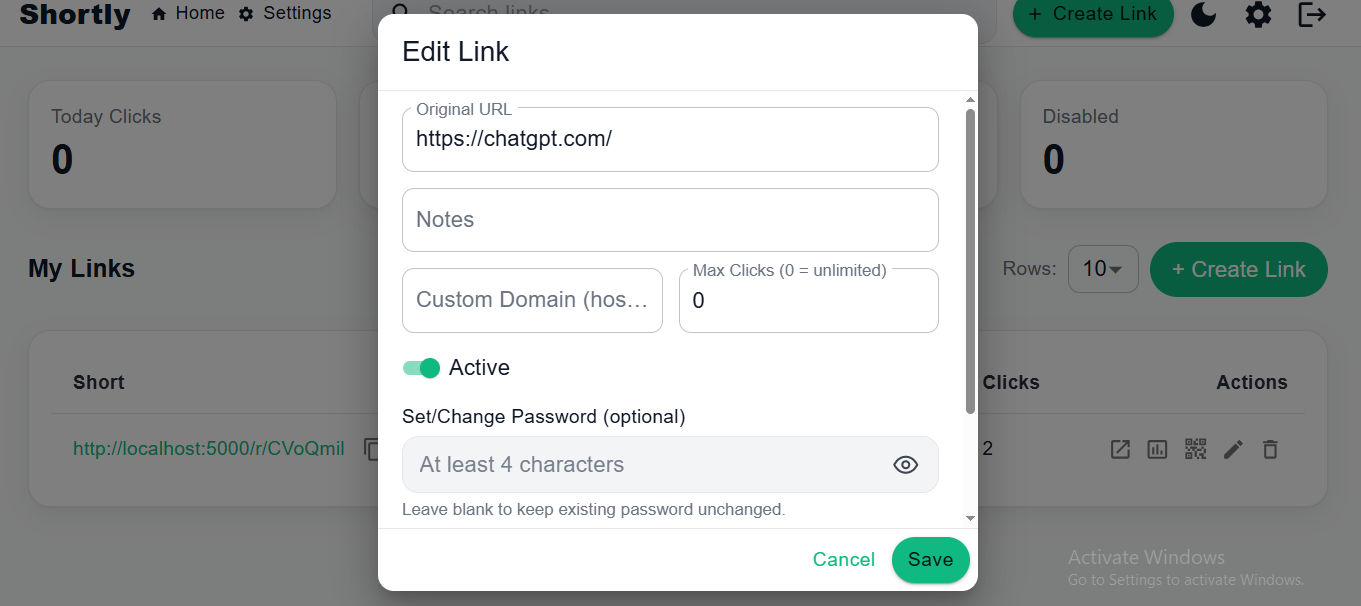 Shortly Home Settings Search links + Create Link
Edit Link
Original URL
https://chatgpt.com/
Today Clicks
0
Disabled
0
Notes
My Links
Rows: 10 + Create Link
Custom Domain (hos...
Max Clicks (0 = unlimited)
0
Active
Short
Clicks
Actions
Set/Change Password (optional)
http://localhost:5000/r/CVoQmil
2
At least 4 characters
Leave blank to keep existing password unchanged.
Cancel Save
Activate Windows
Go to Settings to activate Windows.